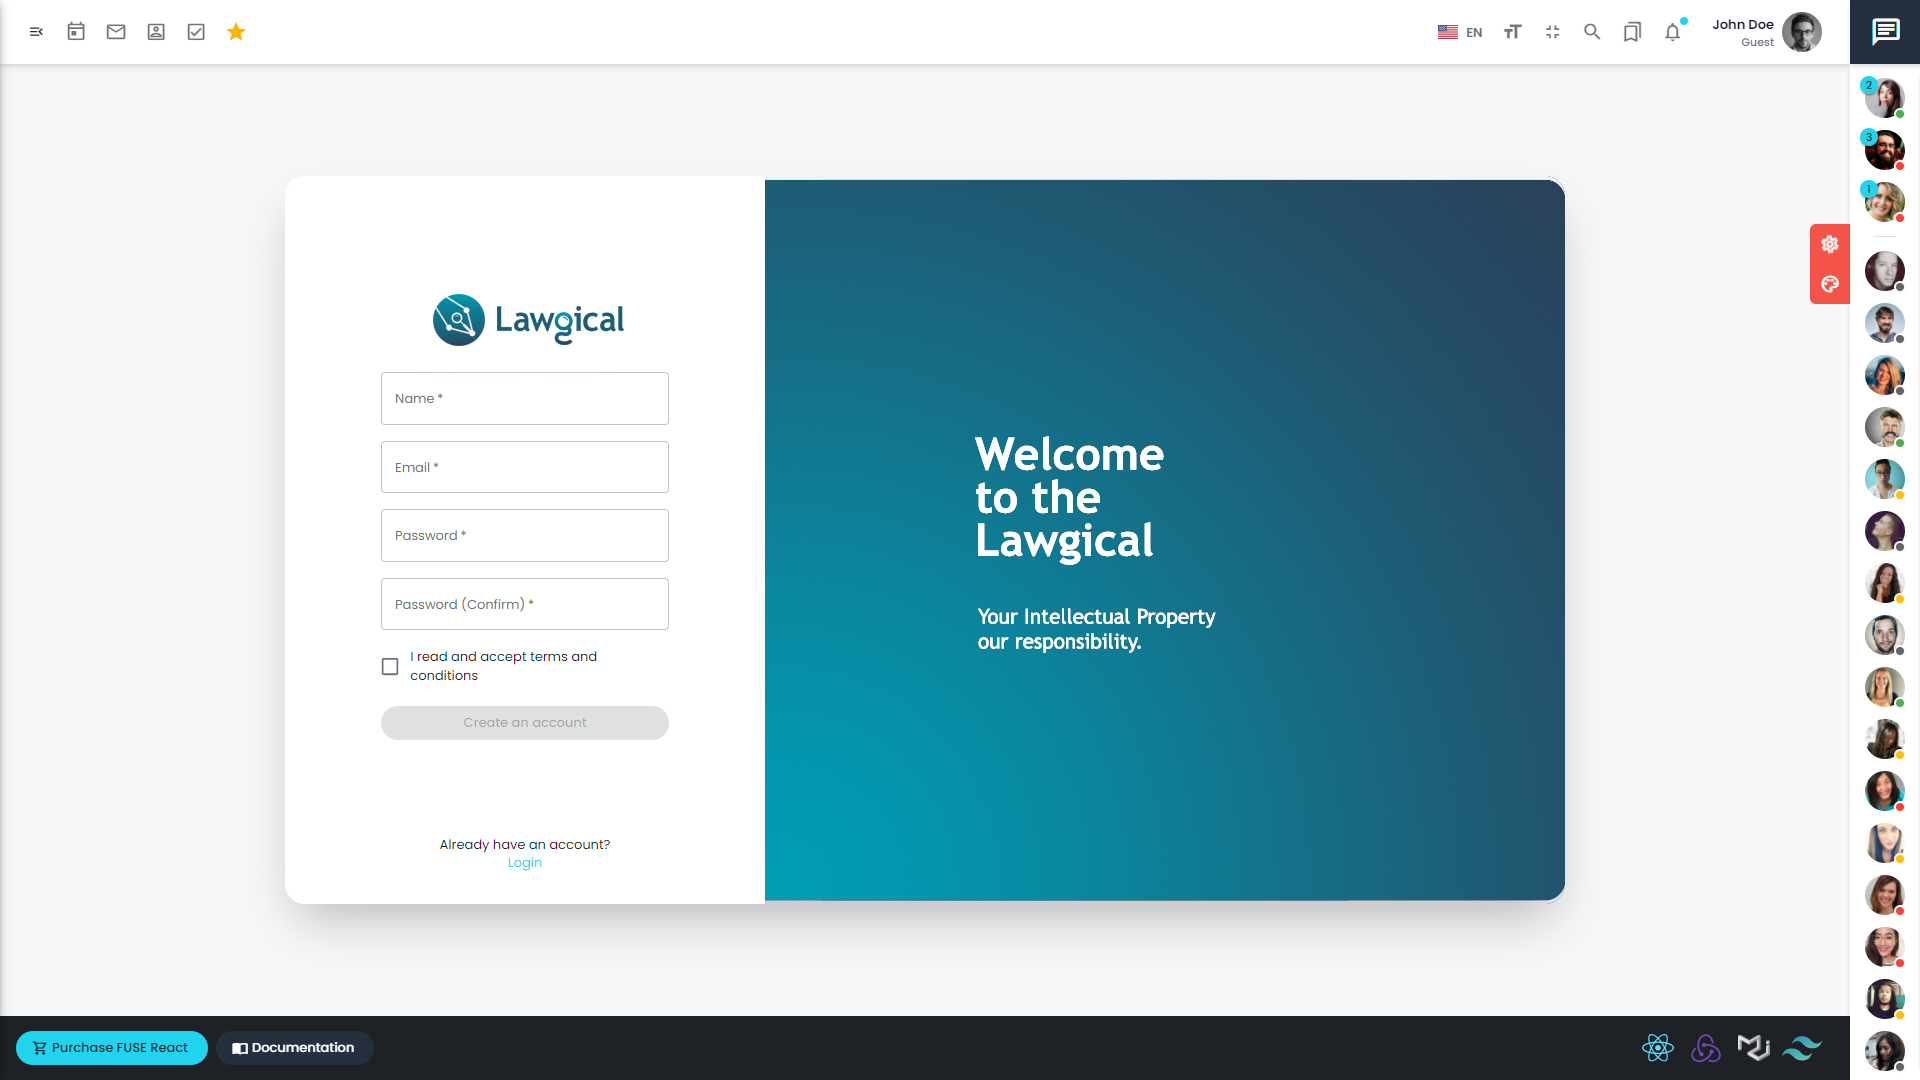 EN
John Doe
Guest
2
3
1
Lawgical
Name *
Email *
Password *
Password (Confirm) *
I read and accept terms and
conditions
Create an account
Already have an account?
Login
Welcome
to the
Lawgical
Your Intellectual Property
our responsibility.
Purchase FUSE React
Documentation